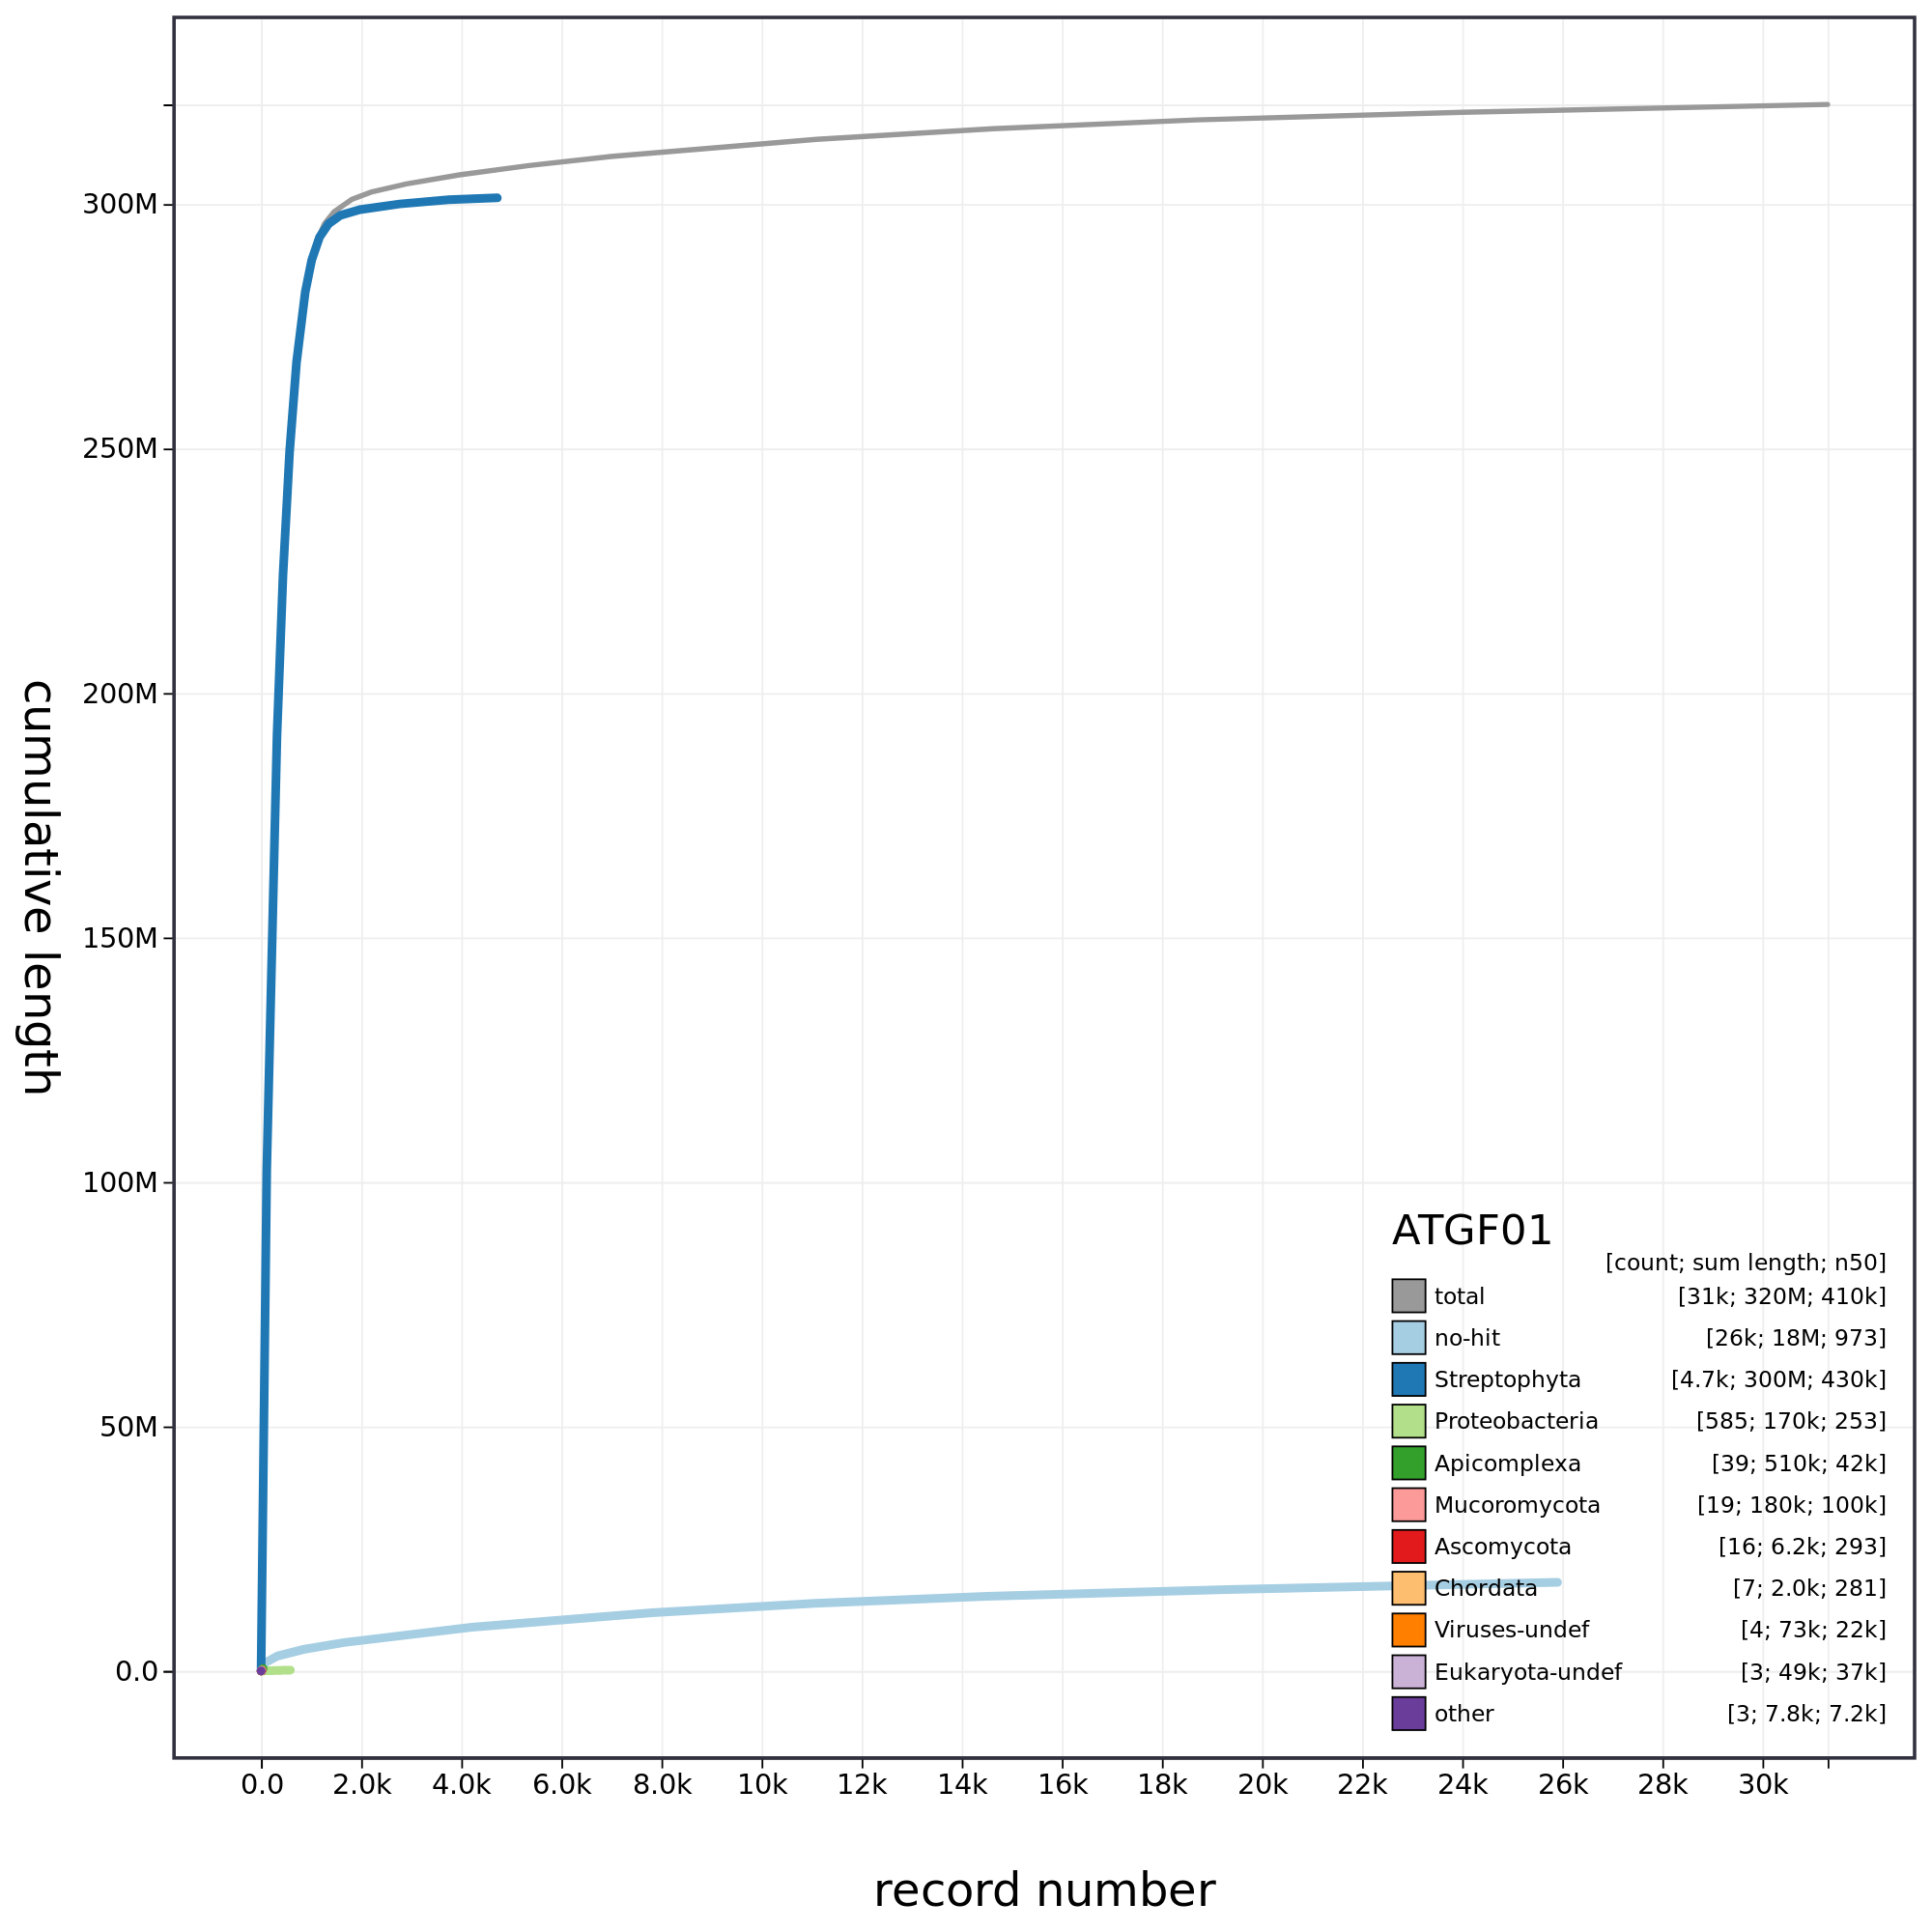 cumulative length
300M
250M
200M
150M
100M
50M
0.0
ATGF01
[count; sum length; n50]
total [31k; 320M; 410k]
no-hit [26k; 18M; 973]
Streptophyta [4.7k; 300M; 430k]
Proteobacteria [585; 170k; 253]
Apicomplexa [39; 510k; 42k]
Mucoromycota [19; 180k; 100k]
Ascomycota [16; 6.2k; 293]
Chordata [7; 2.0k; 281]
Viruses-undef [4; 73k; 22k]
Eukaryota-undef [3; 49k; 37k]
other [3; 7.8k; 7.2k]
0.0 2.0k 4.0k 6.0k 8.0k 10k 12k 14k 16k 18k 20k 22k 24k 26k 28k 30k
record number